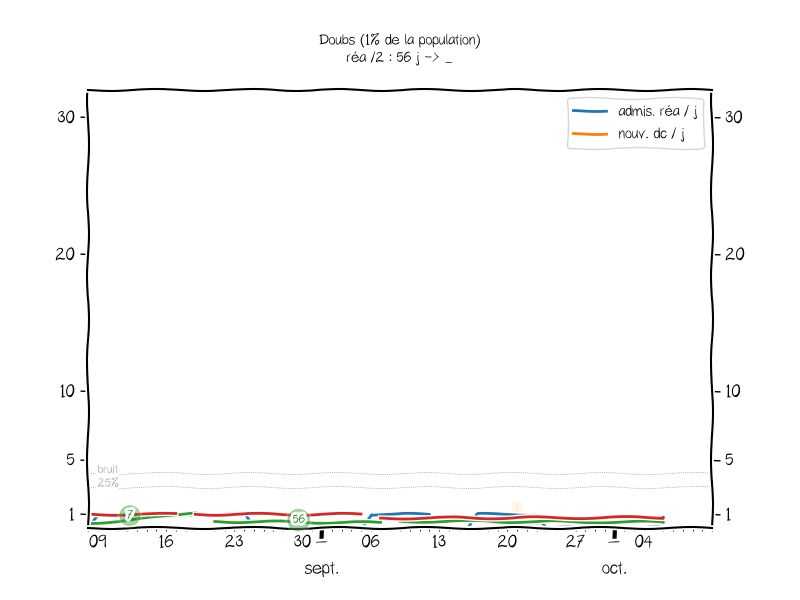 Doubs (1% de la population)
réa /2 : 56 j -> _
30
30
admis. réa / j
nouv. dc / j
20
20
10
10
5
5
bruit
25%
1
1
7
56
09 16 23 30 06 13 20 27 04
sept. oct.